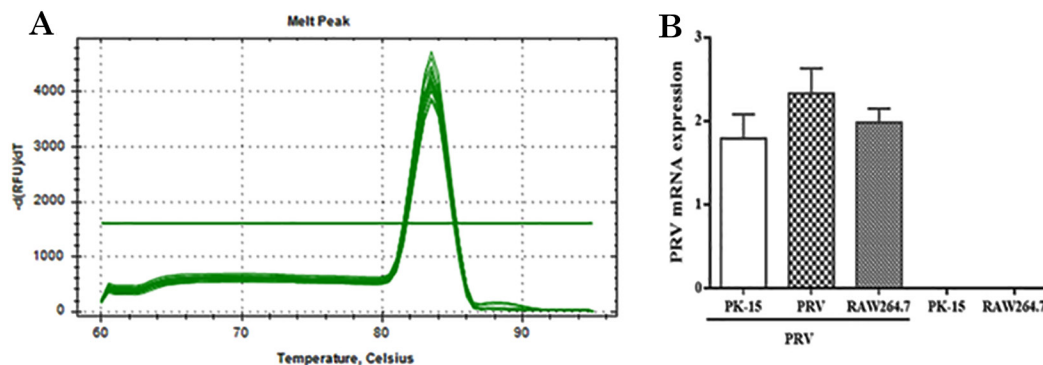 A
Melt Peak
4000
3000
2000
1000
0
-d(RFU)/dT
60
70
80
90
Temperature, Celsius
B
3
2
1
0
PRV mRNA expression
PK-15 PRV RAW264.7 PK-15 RAW264.7
PRV